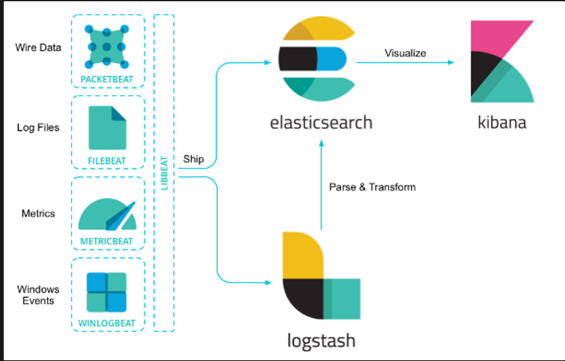 Wire Data
PACKETBEAT
Log Files
FILEBEAT
Metrics
METRICBEAT
Windows
Events
WINLOGBEAT
LIBBEAT
Ship
elasticsearch
Visualize
kibana
Parse & Transform
logstash